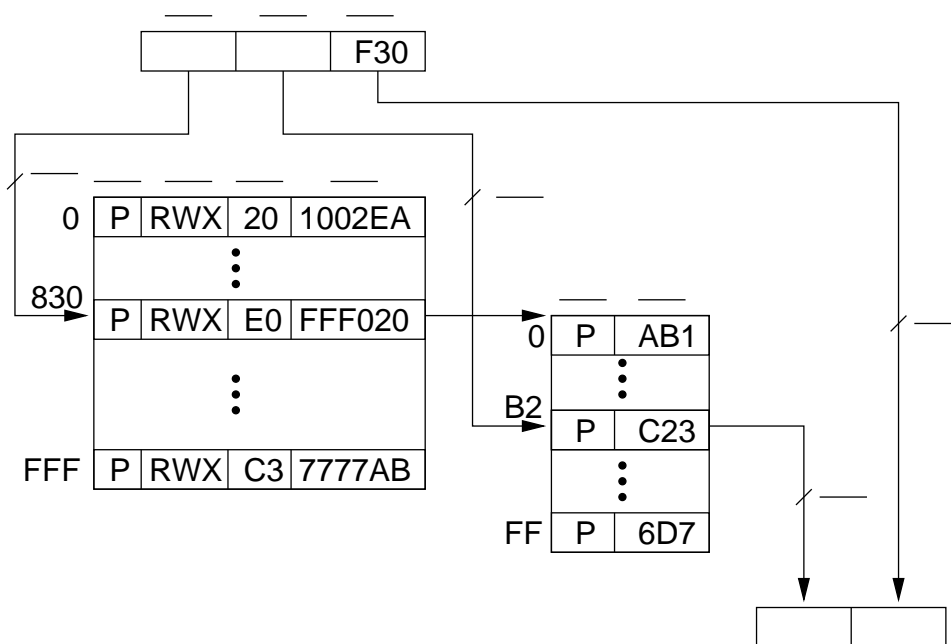 F30
0 P RWX 20 1002EA
830 P RWX E0 FFF020
0 P AB1
B2 P C23
FFF P RWX C3 7777AB
FF P 6D7